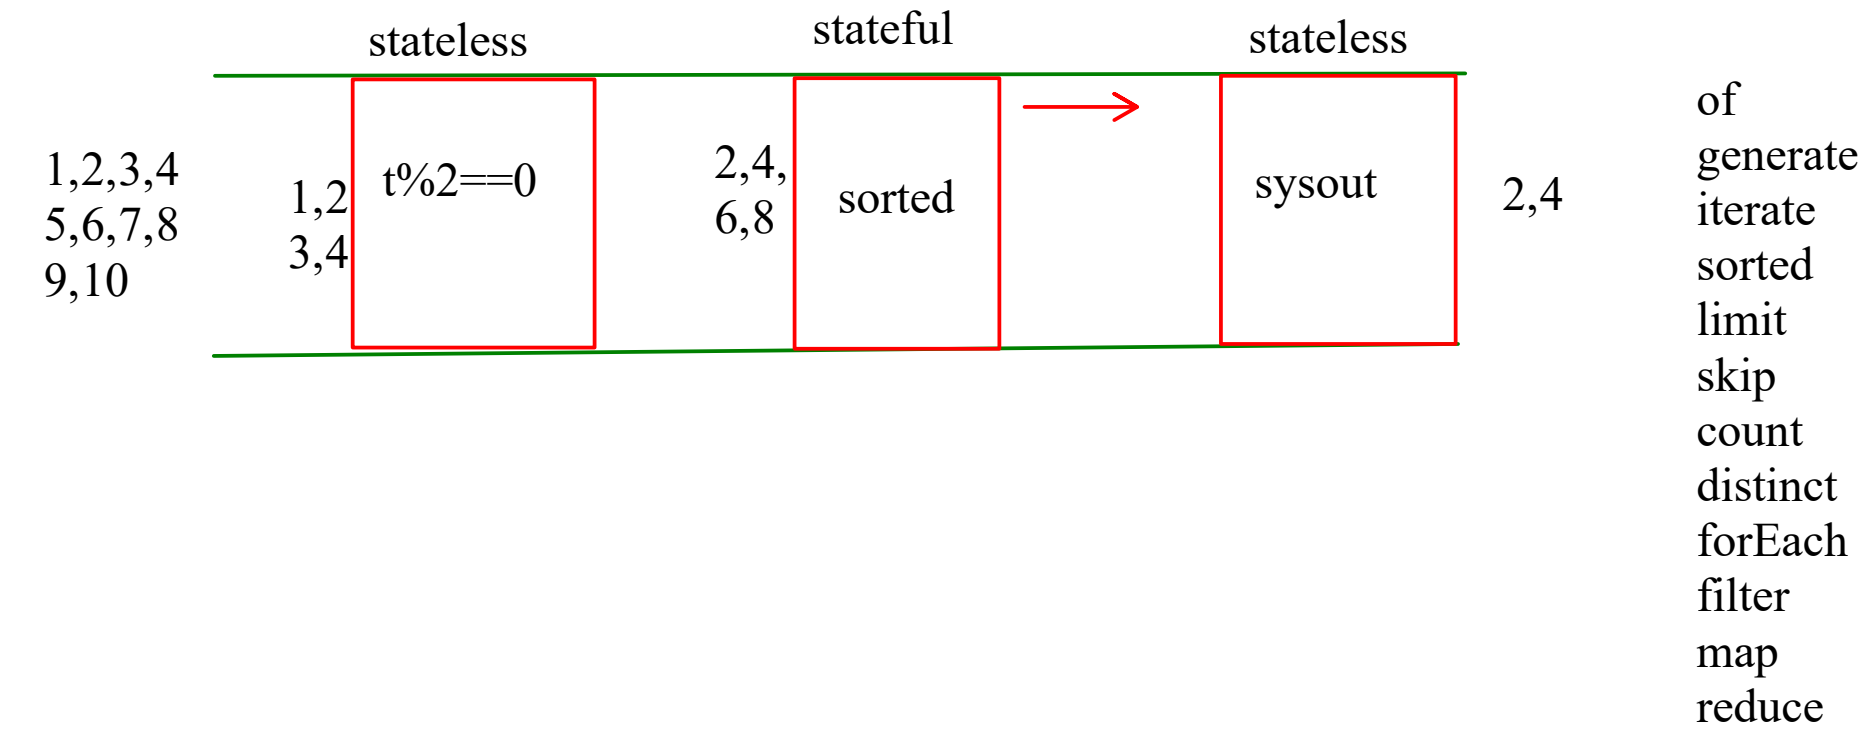 stateless
stateful
stateless
1,2,3,4
5,6,7,8
9,10
1,2
3,4
t%2==0
2,4,
6,8
sorted
sysout
2,4
of
generate
iterate
sorted
limit
skip
count
distinct
forEach
filter
map
reduce